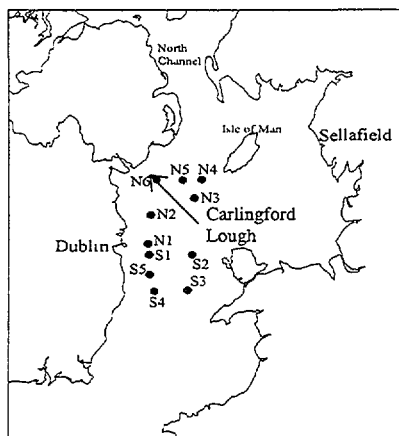 North
Channel
Isle of Man
Sellafield
N6
N5
N4
N3
N2
Carlingford
Lough
Dublin
N1
S1
S2
S5
S3
S4